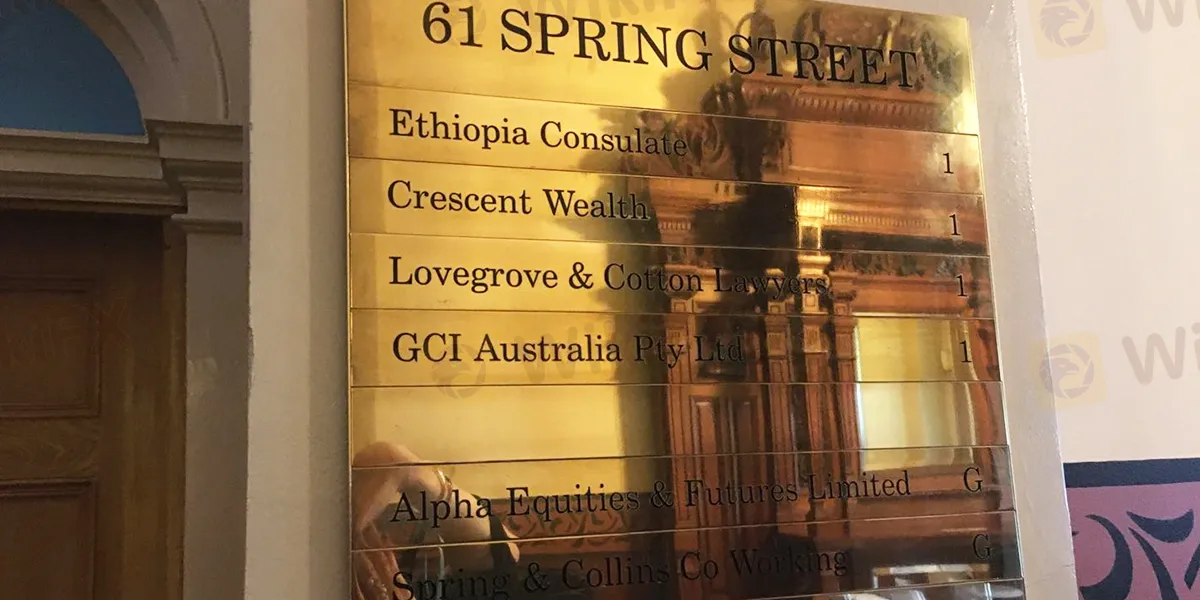 61 SPRING STREET
Ethiopia Consulate 1
Crescent Wealth 1
Lovegrove & Cotton Lawyers 1
GCI Australia Pty Ltd 1
Alpha Equities & Futures Limited G
Spring & Collins Co Working G